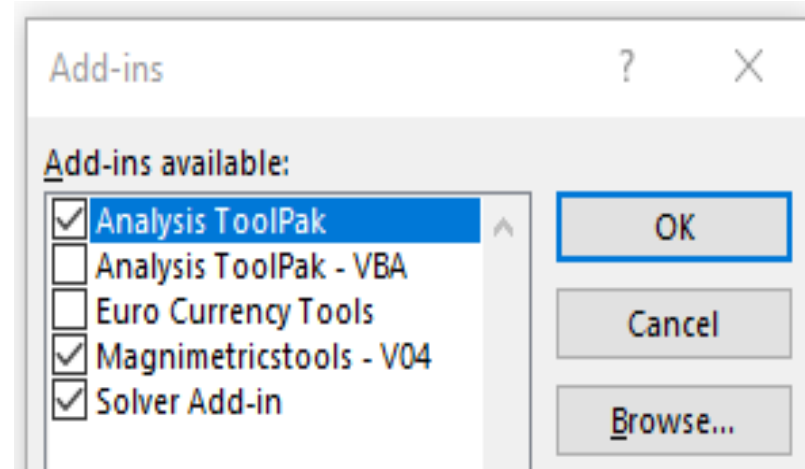 Add-ins ?
Add-ins available:
Analysis ToolPak
Analysis ToolPak - VBA
Euro Currency Tools
Magnimetricstools - V04
Solver Add-in
OK
Cancel
Browse...